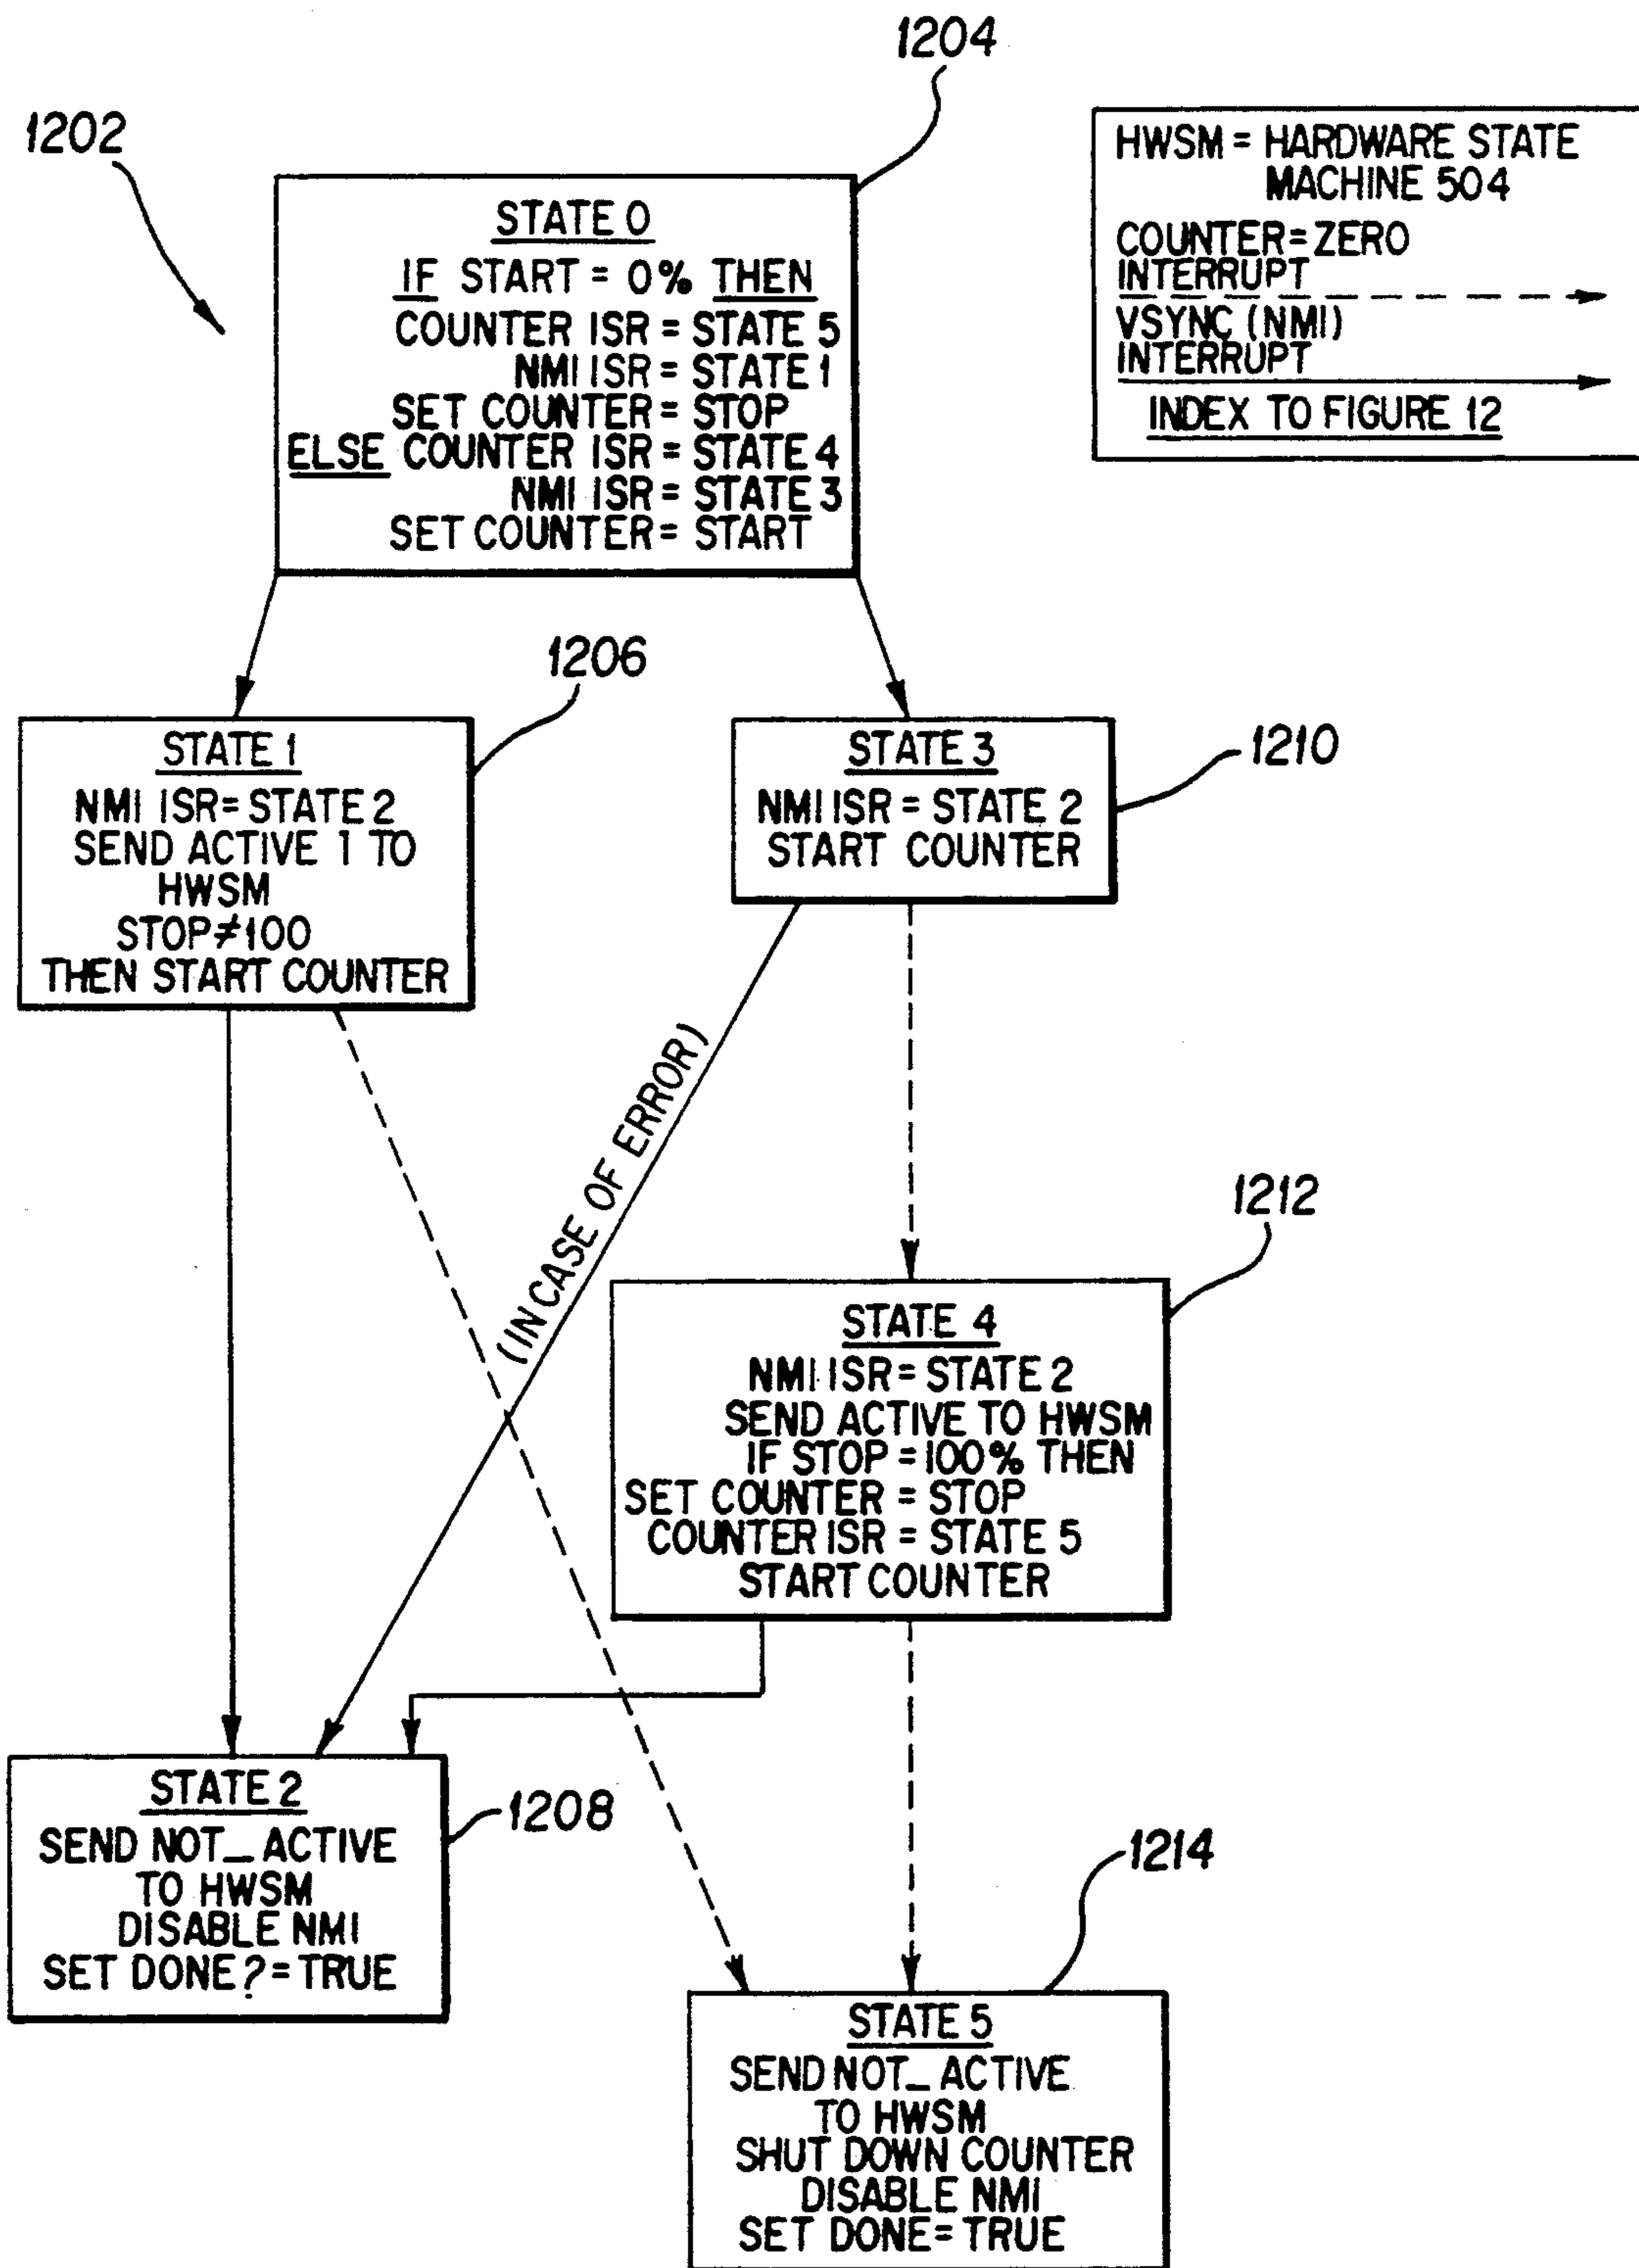 1204
1202
HWSM = HARDWARE STATE
MACHINE 504
COUNTER=ZERO
INTERRUPT
VSYNC (NMI)
INTERRUPT
INDEX TO FIGURE 12
STATE 0
IF START = 0% THEN
COUNTER ISR = STATE 5
NMI ISR = STATE 1
SET COUNTER = STOP
ELSE COUNTER ISR = STATE 4
NMI ISR = STATE 3
SET COUNTER = START
1206
STATE 1
NMI ISR= STATE 2
SEND ACTIVE 1 TO
HWSM
STOP≠100
THEN START COUNTER
STATE 3
NMI ISR = STATE 2
START COUNTER
1210
(IN CASE OF ERROR)
1212
STATE 4
NMI ISR = STATE 2
SEND ACTIVE TO HWSM
IF STOP = 100% THEN
SET COUNTER = STOP
COUNTER ISR = STATE 5
START COUNTER
STATE 2
SEND NOT_ACTIVE
TO HWSM
DISABLE NMI
SET DONE?=TRUE
1208
1214
STATE 5
SEND NOT_ACTIVE
TO HWSM
SHUT DOWN COUNTER
DISABLE NMI
SET DONE= TRUE